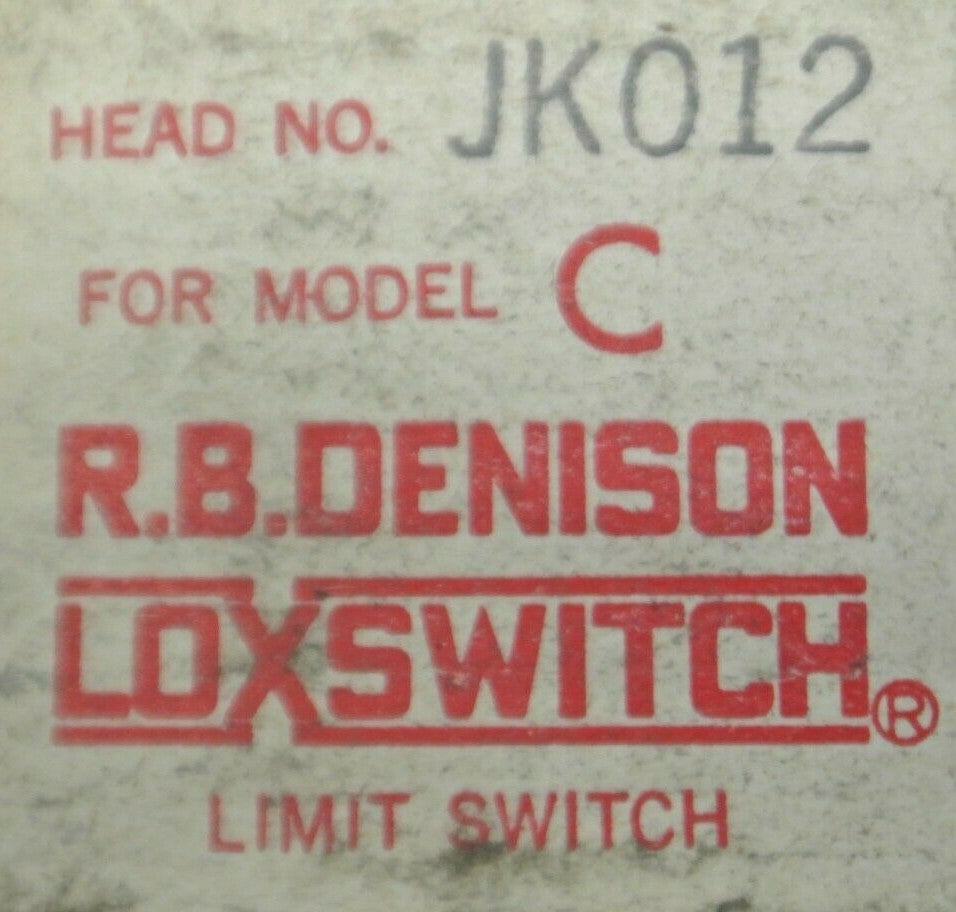 HEAD NO. JK012
FOR MODEL C
R.B.DENISON
LOXSWITCH®
LIMIT SWITCH